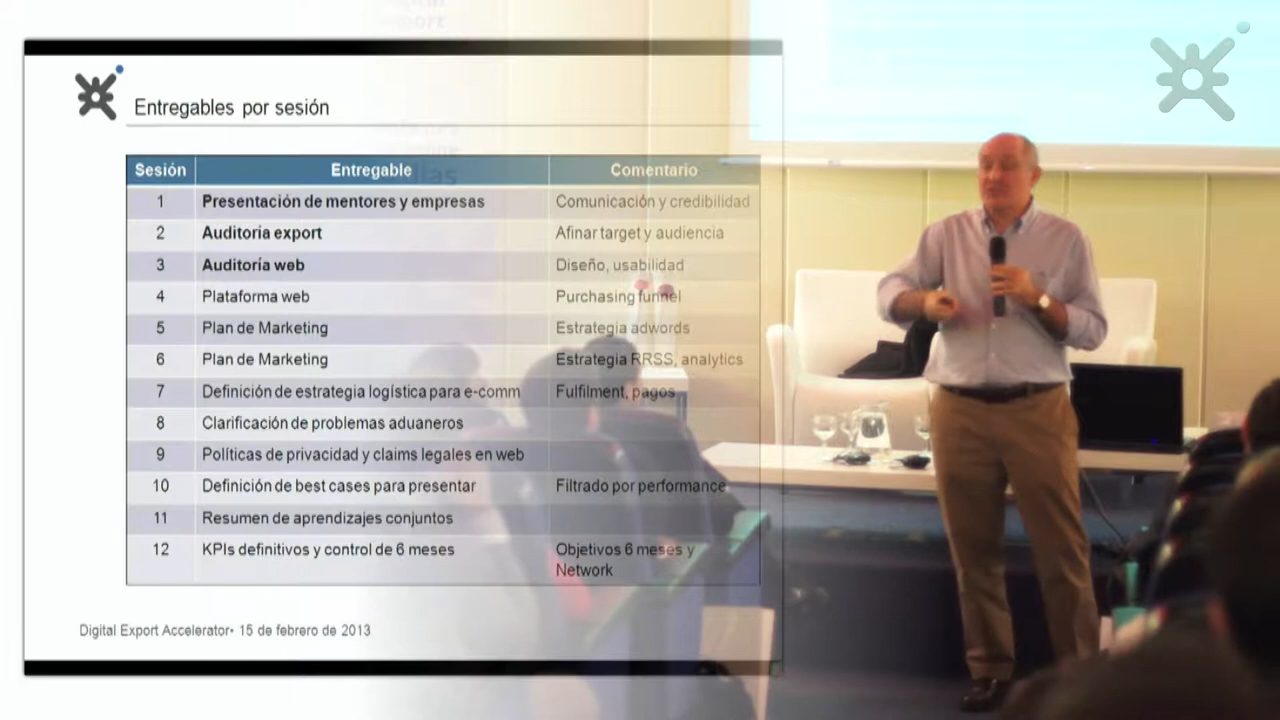 Entregables por sesión
Sesión Entregable Comentario
1 Presentación de mentores y empresas Comunicación y credibilidad
2 Auditoria export Afinar target y audiencia
3 Auditoría web Diseño, usabilidad
4 Plataforma web Purchasing funnel
5 Plan de Marketing Estrategia adwords
6 Plan de Marketing Estrategia RRSS, analytics
7 Definición de estrategia logística para e-comm Fulfilment, pagos
8 Clarificación de problemas aduaneros
9 Políticas de privacidad y claims legales en web
10 Definición de best cases para presentar Filtrado por performance
11 Resumen de aprendizajes conjuntos
12 KPIs definitivos y control de 6 meses Objetivos 6 meses y
Network
Digital Export Accelerator• 15 de febrero de 2013